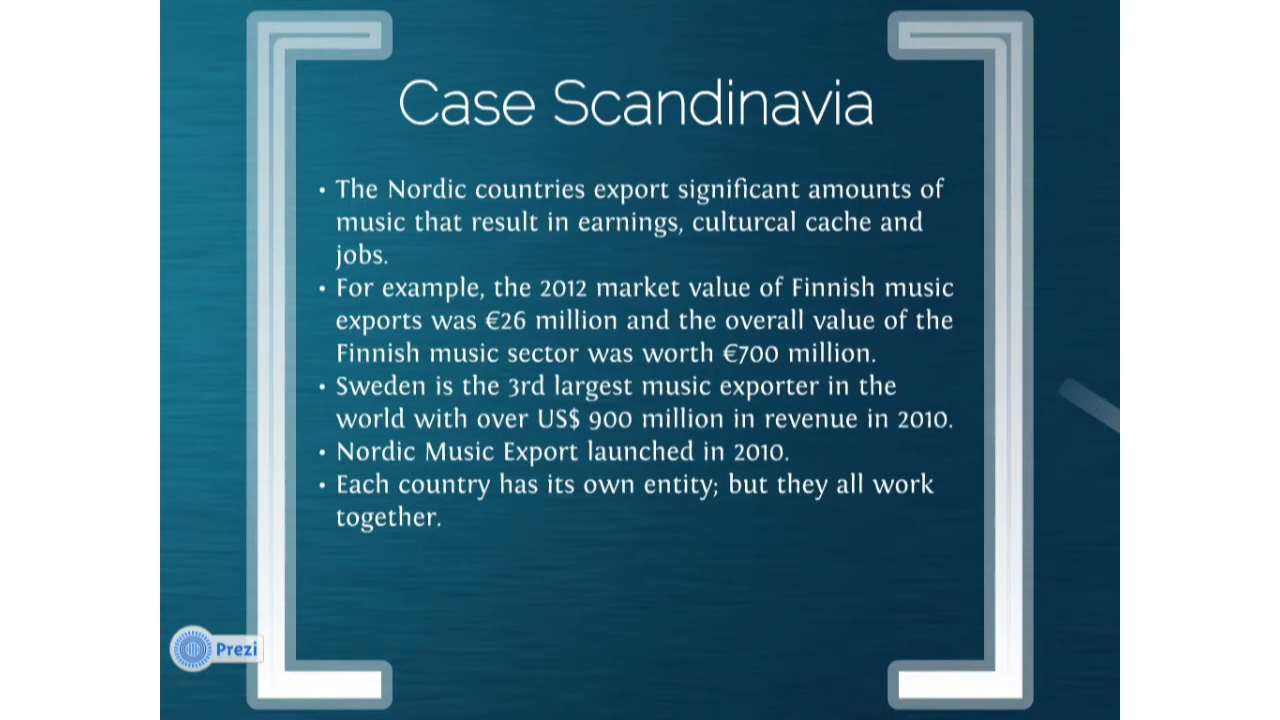 Case Scandinavia
• The Nordic countries export significant amounts of
music that result in earnings, culturcal cache and
jobs.
• For example, the 2012 market value of Finnish music
exports was €26 million and the overall value of the
Finnish music sector was worth €700 million.
• Sweden is the 3rd largest music exporter in the
world with over US$ 900 million in revenue in 2010.
• Nordic Music Export launched in 2010.
• Each country has its own entity; but they all work
together.
Prezi